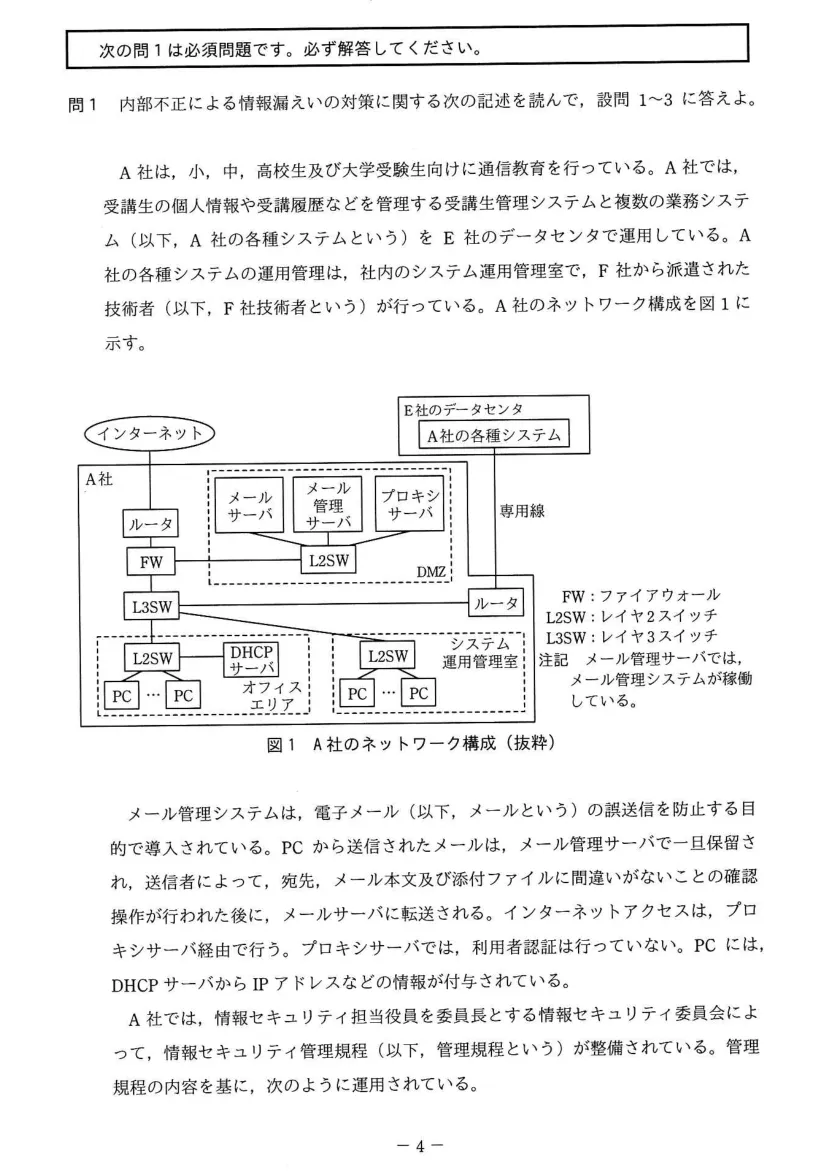 次の問1は必須問題です。必ず解答してください。
問1 内部不正による情報漏えいの対策に関する次の記述を読んで，設問 1～3 に答えよ。
A 社は，小，中，高校生及び大学受験生向けに通信教育を行っている。A 社では，
受講生の個人情報や受講履歴などを管理する受講生管理システムと複数の業務システ
ム（以下，A 社の各種システムという）を E 社のデータセンタで運用している。A
社の各種システムの運用管理は，社内のシステム運用管理室で，F 社から派遣された
技術者（以下，F 社技術者という）が行っている。A 社のネットワーク構成を図 1 に
示す。
E社のデータセンタ
A社の各種システム
インターネット
A社
メール
サーバ
メール
管理
サーバ
プロキシ
サーバ
専用線
ルータ
FW
L2SW
DMZ
L3SW
ルータ
FW：ファイアウォール
L2SW：レイヤ2スイッチ
L3SW：レイヤ3スイッチ
注記 メール管理サーバでは，
メール管理システムが稼働
している。
L2SW
DHCP
サーバ
PC … PC
オフィス
エリア
L2SW
システム
運用管理室
PC … PC
図1 A社のネットワーク構成（抜粋）
メール管理システムは，電子メール（以下，メールという）の誤送信を防止する目
的で導入されている。PC から送信されたメールは，メール管理サーバで一旦保留さ
れ，送信者によって，宛先，メール本文及び添付ファイルに間違いがないことの確認
操作が行われた後に，メールサーバに転送される。インターネットアクセスは，プロ
キシサーバ経由で行う。プロキシサーバでは，利用者認証は行っていない。PC には，
DHCP サーバから IP アドレスなどの情報が付与されている。
A 社では，情報セキュリティ担当役員を委員長とする情報セキュリティ委員会によ
って，情報セキュリティ管理規程（以下，管理規程という）が整備されている。管理
規程の内容を基に，次のように運用されている。
－ 4 －